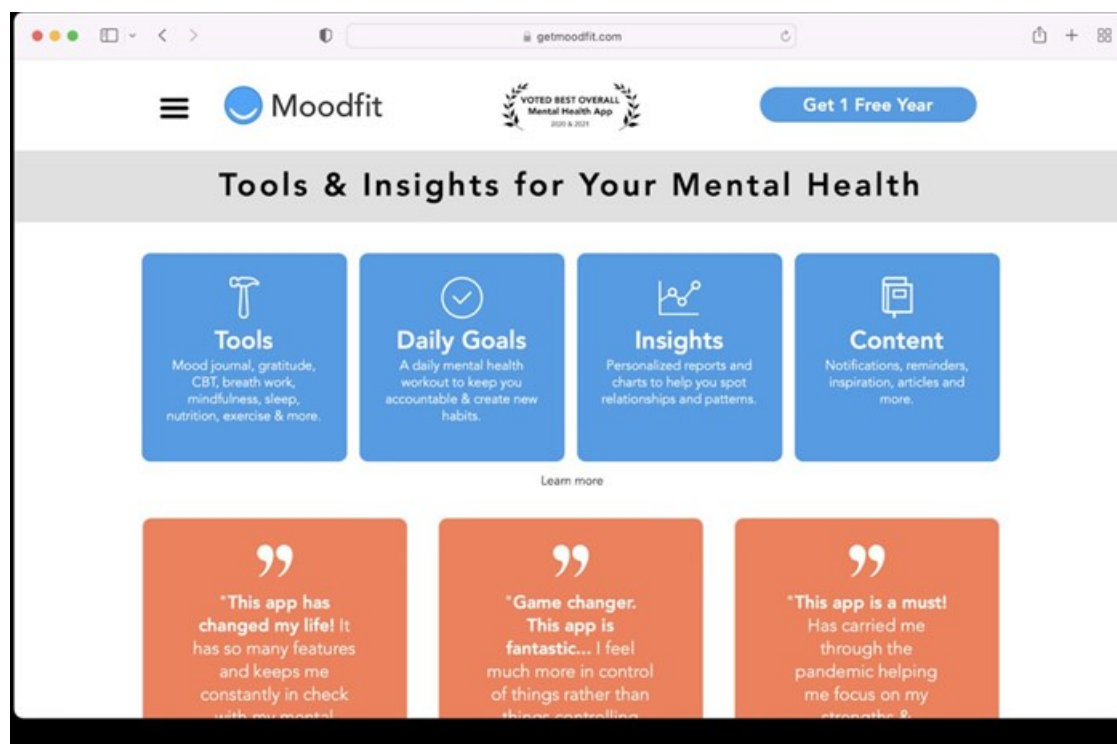 getmoodfit.com
Moodfit
VOTED BEST OVERALL
Mental Health App
2020 & 2021
Get 1 Free Year
Tools & Insights for Your Mental Health
Tools
Mood journal, gratitude,
CBT, breath work,
mindfulness, sleep,
nutrition, exercise & more.
Daily Goals
A daily mental health
workout to keep you
accountable & create new
habits.
Insights
Personalized reports and
charts to help you spot
relationships and patterns.
Content
Notifications, reminders,
inspiration, articles and
more.
Learn more
”
"This app has
changed my life! It
has so many features
and keeps me
constantly in check
with my mental
”
"Game changer.
This app is
fantastic... I feel
much more in control
of things rather than
things controlling
”
"This app is a must!
Has carried me
through the
pandemic helping
me focus on my
strengths &